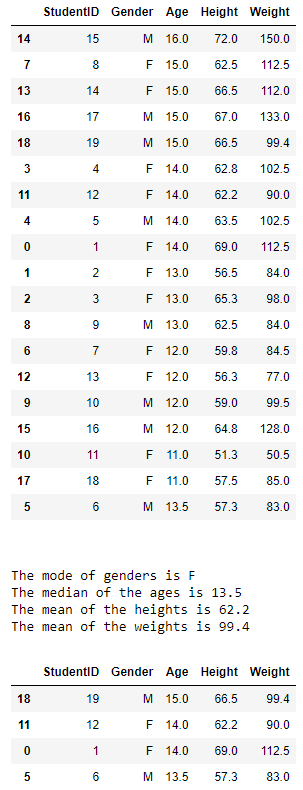 StudentID Gender Age Height Weight
14 15 M 16.0 72.0 150.0
7 8 F 15.0 62.5 112.5
13 14 F 15.0 66.5 112.0
16 17 M 15.0 67.0 133.0
18 19 M 15.0 66.5 99.4
3 4 F 14.0 62.8 102.5
11 12 F 14.0 62.2 90.0
4 5 M 14.0 63.5 102.5
0 1 F 14.0 69.0 112.5
1 2 F 13.0 56.5 84.0
2 3 F 13.0 65.3 98.0
8 9 M 13.0 62.5 84.0
6 7 F 12.0 59.8 84.5
12 13 F 12.0 56.3 77.0
9 10 M 12.0 59.0 99.5
15 16 M 12.0 64.8 128.0
10 11 F 11.0 51.3 50.5
17 18 F 11.0 57.5 85.0
5 6 M 13.5 57.3 83.0
The mode of genders is F
The median of the ages is 13.5
The mean of the heights is 62.2
The mean of the weights is 99.4
StudentID Gender Age Height Weight
18 19 M 15.0 66.5 99.4
11 12 F 14.0 62.2 90.0
0 1 F 14.0 69.0 112.5
5 6 M 13.5 57.3 83.0